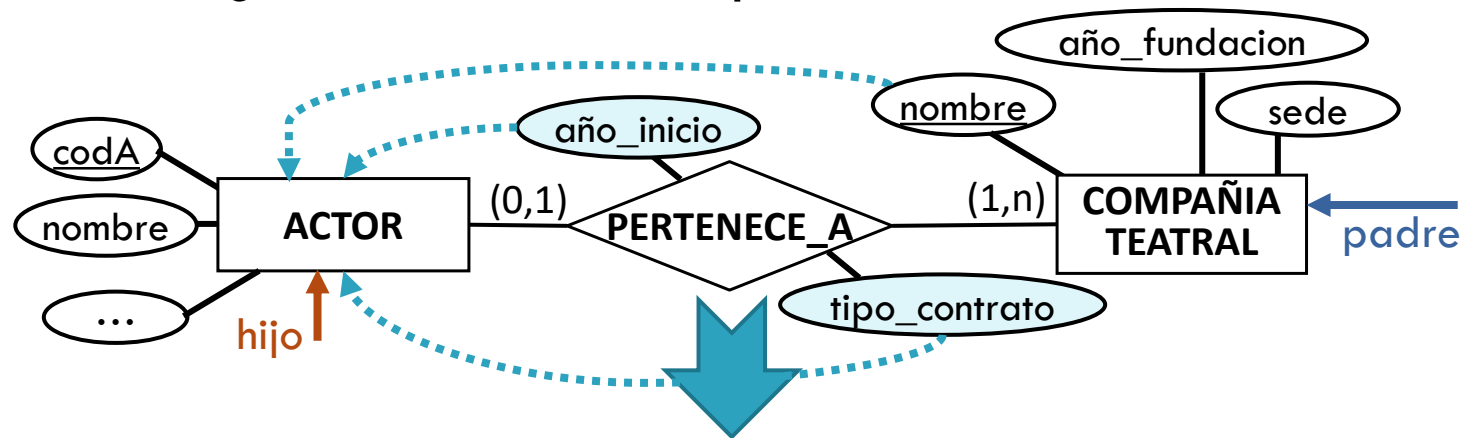 año_fundacion
nombre
sede
año_inicio
codA
(0,1)
(1,n)
nombre
ACTOR
PERTENECE_A
COMPAÑIA
TEATRAL
padre
...
hijo
tipo_contrato